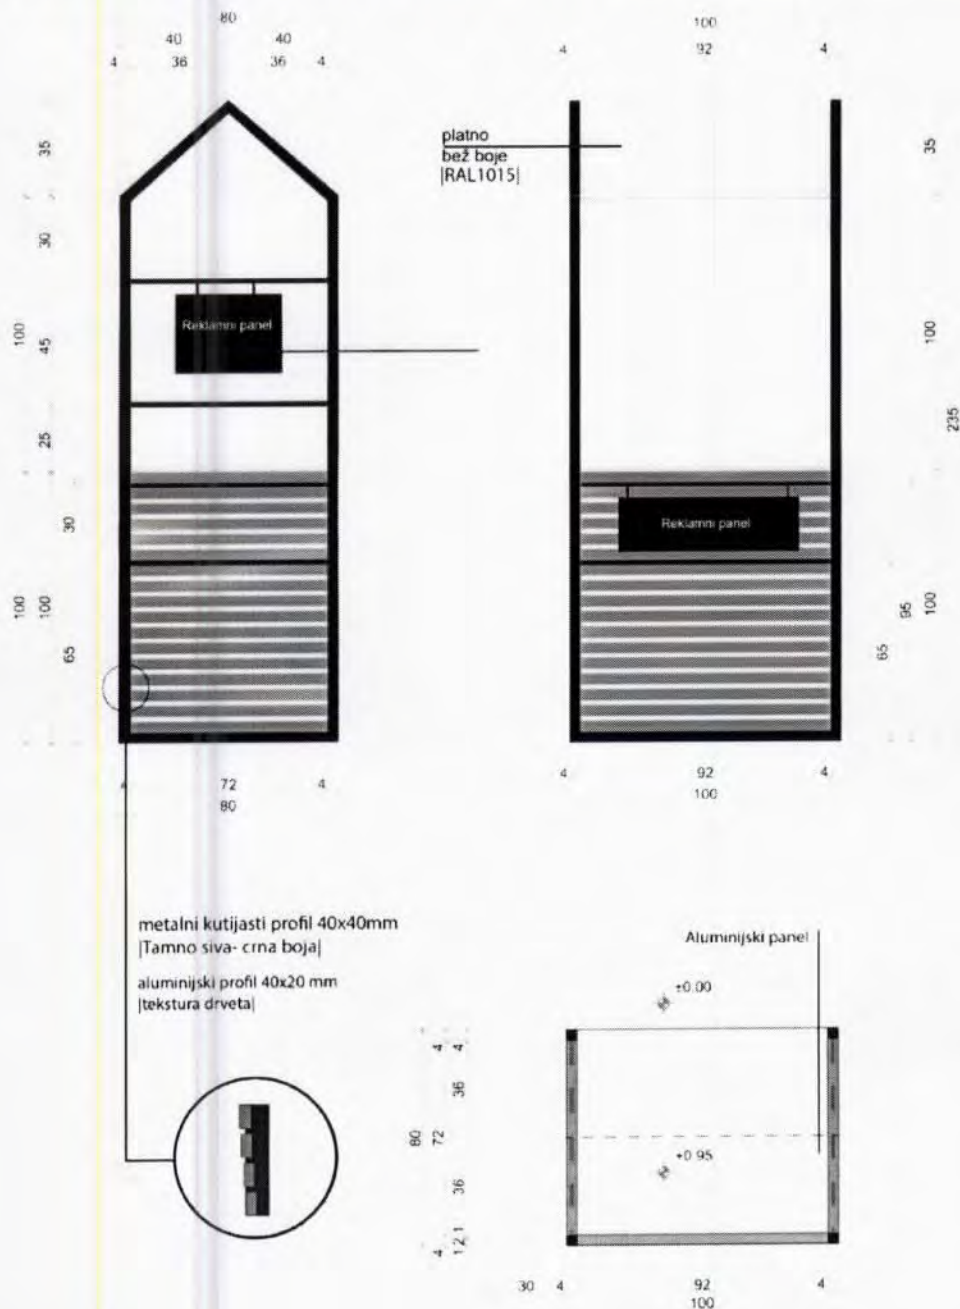 80
40 40
4 36 36 4
100
4 92 4
35
30
100
45
25
30
100
100
65
Reklamni panel
platno
bež boje
|RAL1015|
35
100
235
Reklamni panel
95
100
65
4 72 4
80
4 92 4
100
metalni kutijasti profil 40x40mm
|Tamno siva- crna boja|
aluminijski profil 40x20 mm
|tekstura drveta|
Aluminijski panel
±0.00
+0.95
4 4
36
80
72
36
4
1 2,1
30 4 92 4
100